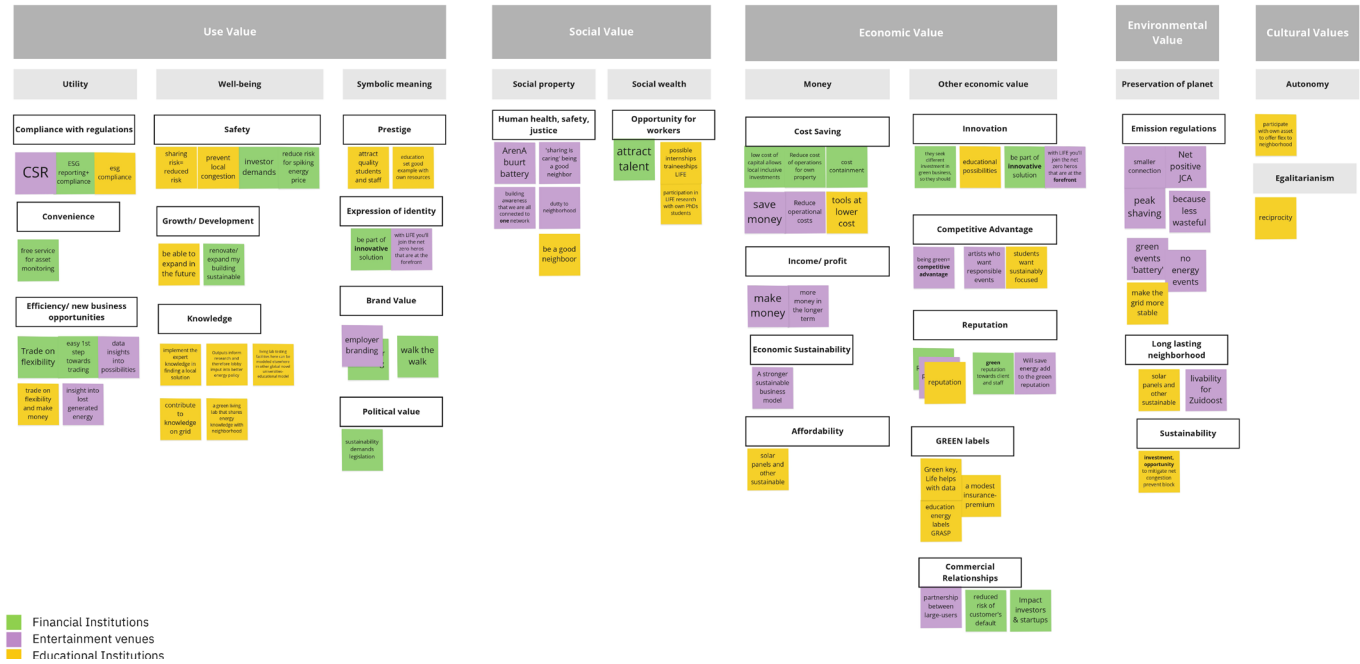 Use Value
Social Value
Economic Value
Environmental
Value
Cultural Values
Utility
Well-being
Symbolic meaning
Social property
Social wealth
Money
Other economic value
Preservation of planet
Autonomy
Compliance with regulations
CSR
ESG
reporting+
compliance
esg
compliance
Convenience
free service
for asset
monitoring
Efficiency/ new business
opportunities
Trade on
flexibility
easy 1st
step
towards
trading
data
insights
into
possibilities
trade on
flexibility
and make
money
insight into
lost
generated
energy
Safety
sharing
risk=
reduced
risk
prevent
local
congestion
investor
demands
reduce risk
for spiking
energy
price
Growth/ Development
be able to
expand in
the future
renovate/
expand my
building
sustainable
Knowledge
implement the
expert
knowledge in
finding a local
solution
Outputs inform
research and
therefore lobby
input into better
energy policy
contribute
to
knowledge
on grid
a green living
lab that shares
energy
knowledge with
neighborhood
Prestige
attract
quality
students
and staff
education
set good
example with
own resources
Expression of identity
be part of
innovative
solution
with LIFE you'll
join the net
zero heros
that are at the
forefront
Brand Value
employer
branding
walk the
walk
Political value
sustainability
demands
legislation
Human health, safety,
justice
ArenA
buurt
battery
'sharing is
caring' being
a good
neighbor
building
awareness
that we are all
connected to
one network
dutty to
neighborhood
be a good
neighbor
Opportunity for
workers
attract
talent
possible
internships
traineeships
LIFE
participation in
LIFE research
with own PhDs
students
Cost Saving
low cost of
capital allows
local inclusive
investments
Reduce cost
of operations
for own
property
cost
containment
save
money
Reduce
operational
costs
tools at
lower
cost
Income/ profit
make
money
more
money in
the longer
term
Economic Sustainability
A stronger
sustainable
business
model
Affordability
solar
panels and
other
sustainable
Innovation
they seek
different
investment in
green business,
so they should
educational
possibilities
be part of
innovative
solution
with LIFE you'll
join the net
zero heros
that are at the
forefront
Competitive Advantage
being green=
competitive
advantage
artists who
want
responsible
events
students
want
sustainably
focused
Reputation
reputation
green
reputation
towards client
and staff
Will save
energy add
to the green
reputation
GREEN labels
Green key,
Life helps
with data
a modest
insurance-
premium
education
energy
labels
GRASP
Commercial
Relationships
partnership
between
large-users
reduced
risk of
customer's
default
Impact
investors
& startups
Emission regulations
smaller
connection
Net
positive
JCA
peak
shaving
because
less
wasteful
green
events
'battery'
no
energy
events
make the
grid more
stable
Long lasting
neighborhood
solar
panels and
other
sustainable
livability
for
Zuidoost
Sustainability
investment,
opportunity
to mitigate net
congestion
prevent block
participate
with own asset
to offer flex to
neighborhood
Egalitarianism
reciprocity
Financial Institutions
Entertainment venues
Educational Institutions